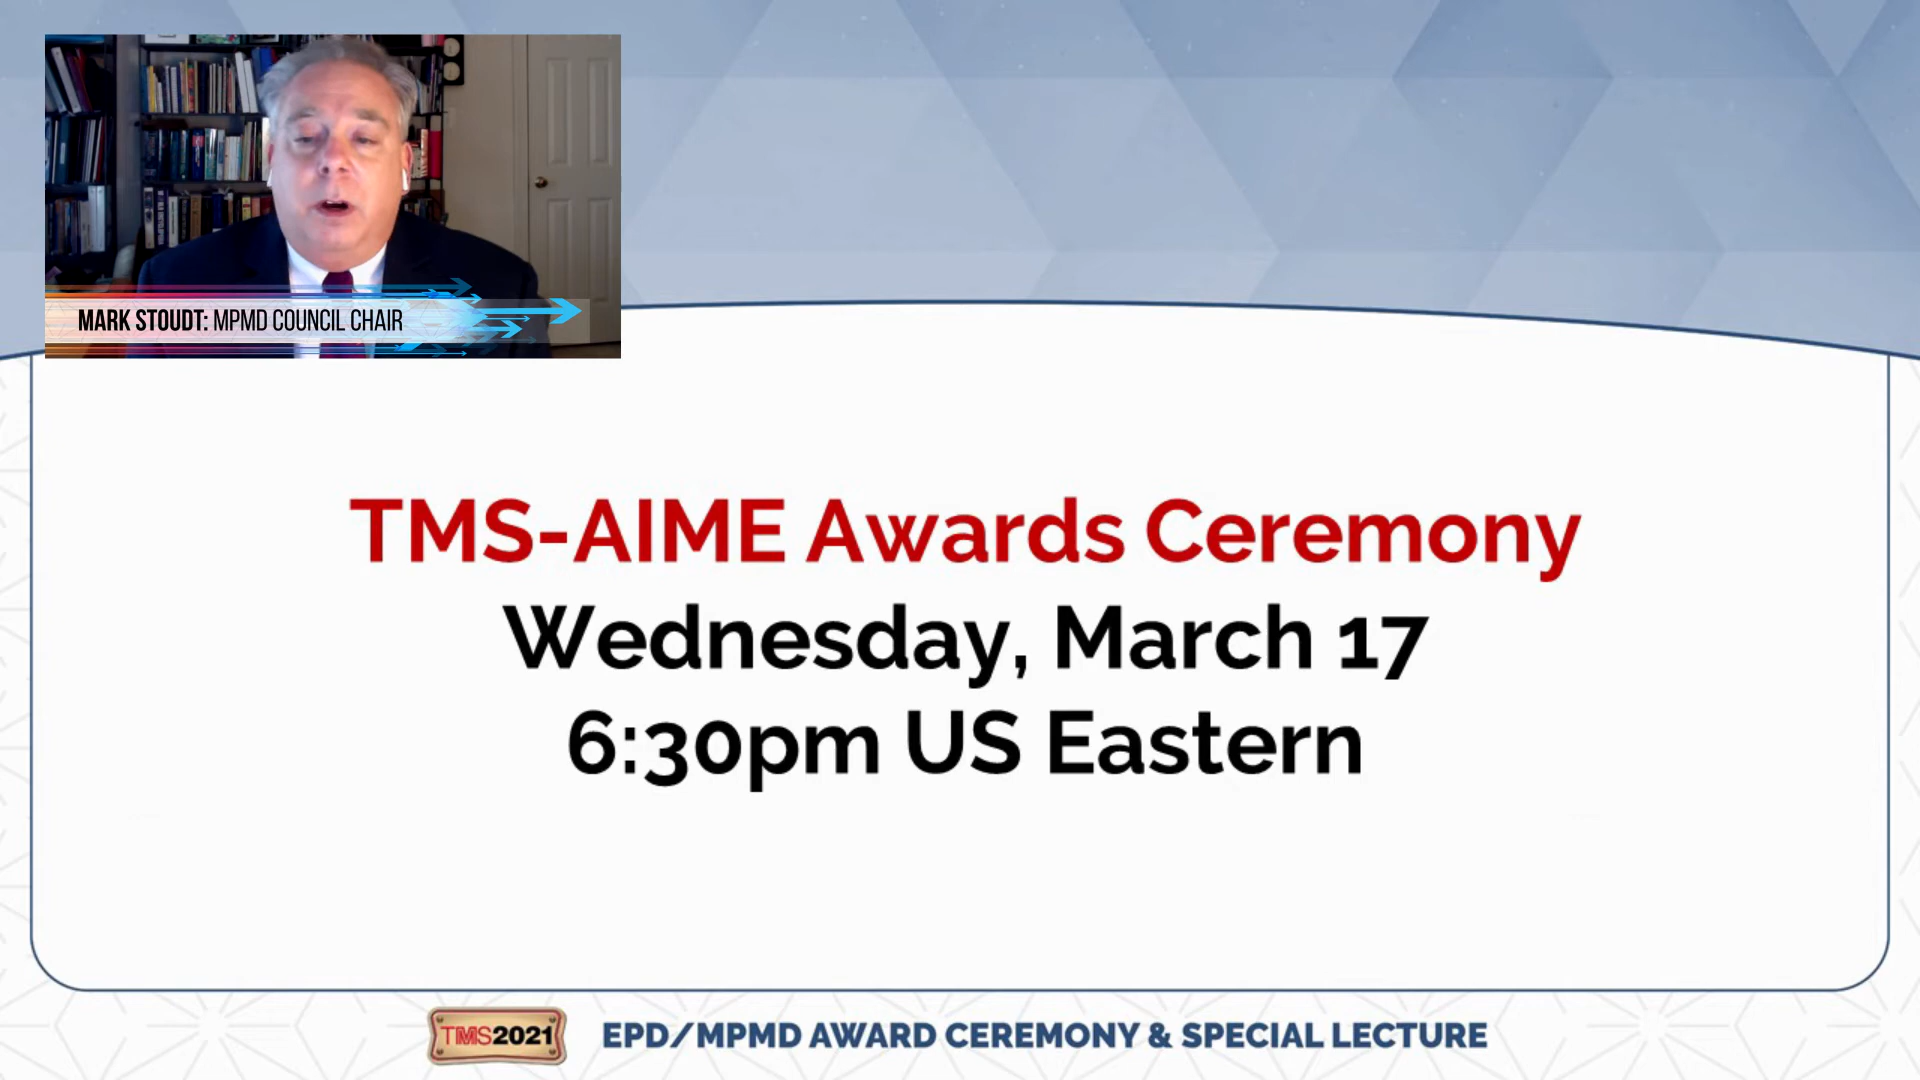 MARK STOUDT: MPMD COUNCIL CHAIR
TMS-AIME Awards Ceremony
Wednesday, March 17
6:30pm US Eastern
TMS2021
EPD/MPMD AWARD CEREMONY & SPECIAL LECTURE